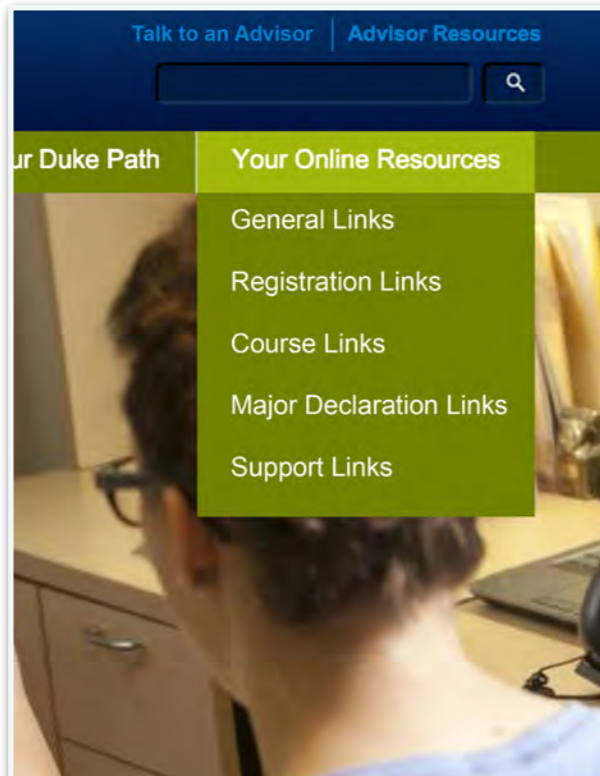 Talk to an Advisor | Advisor Resources
ur Duke Path
Your Online Resources
General Links
Registration Links
Course Links
Major Declaration Links
Support Links